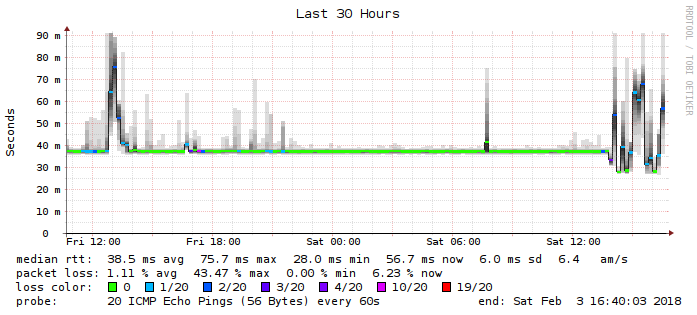 Last 30 Hours
RRDTOOL / TOBI OETIKER
Seconds
90 m
80 m
70 m
60 m
50 m
40 m
30 m
20 m
10 m
0
Fri 12:00 Fri 18:00 Sat 00:00 Sat 06:00 Sat 12:00
median rtt: 38.5 ms avg 75.7 ms max 28.0 ms min 56.7 ms now 6.0 ms sd 6.4 am/s
packet loss: 1.11 % avg 43.47 % max 0.00 % min 6.23 % now
loss color: 0 1/20 2/20 3/20 4/20 10/20 19/20
probe: 20 ICMP Echo Pings (56 Bytes) every 60s end: Sat Feb 3 16:40:03 2018